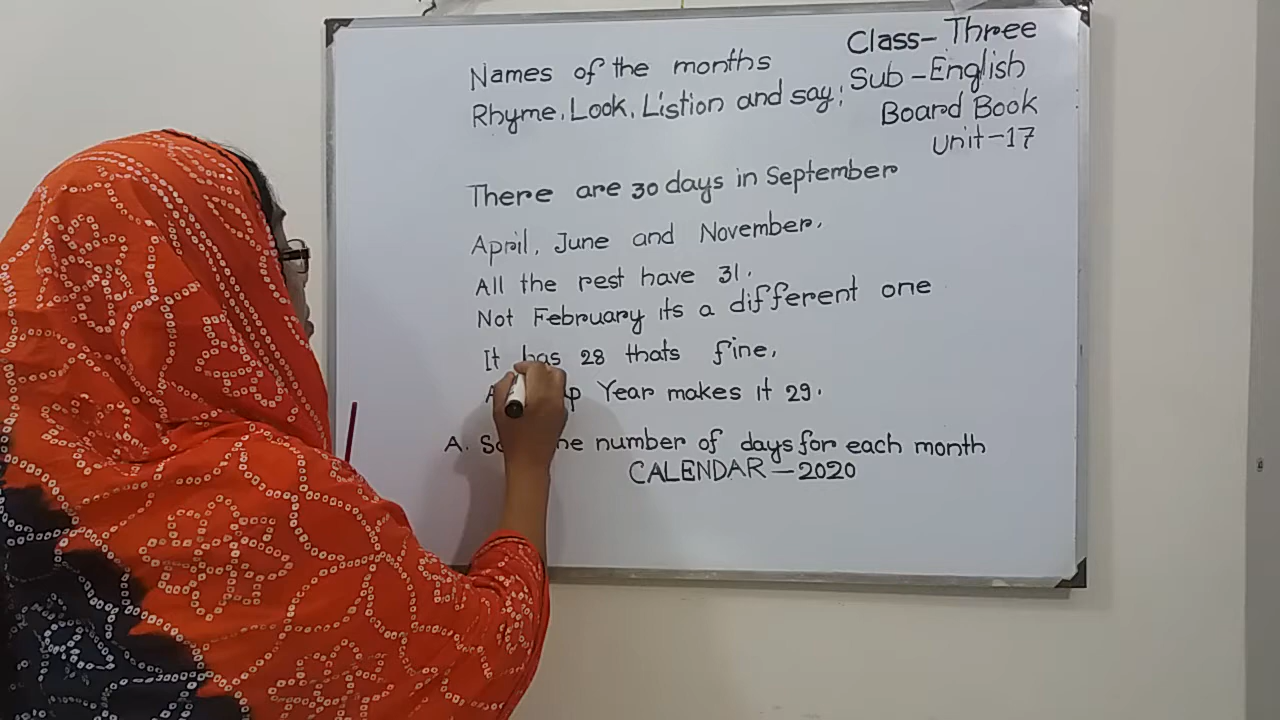 Class- Three
Names of the months
Sub-English
Rhyme, Look, Listion and say;
Board Book
Unit-17
There are 30 days in September
April, June and November,
All the rest have 31.
Not February its a different one
It has 28 thats fine,
Year makes it 29.
A. the number of days for each month
CALENDAR-2020